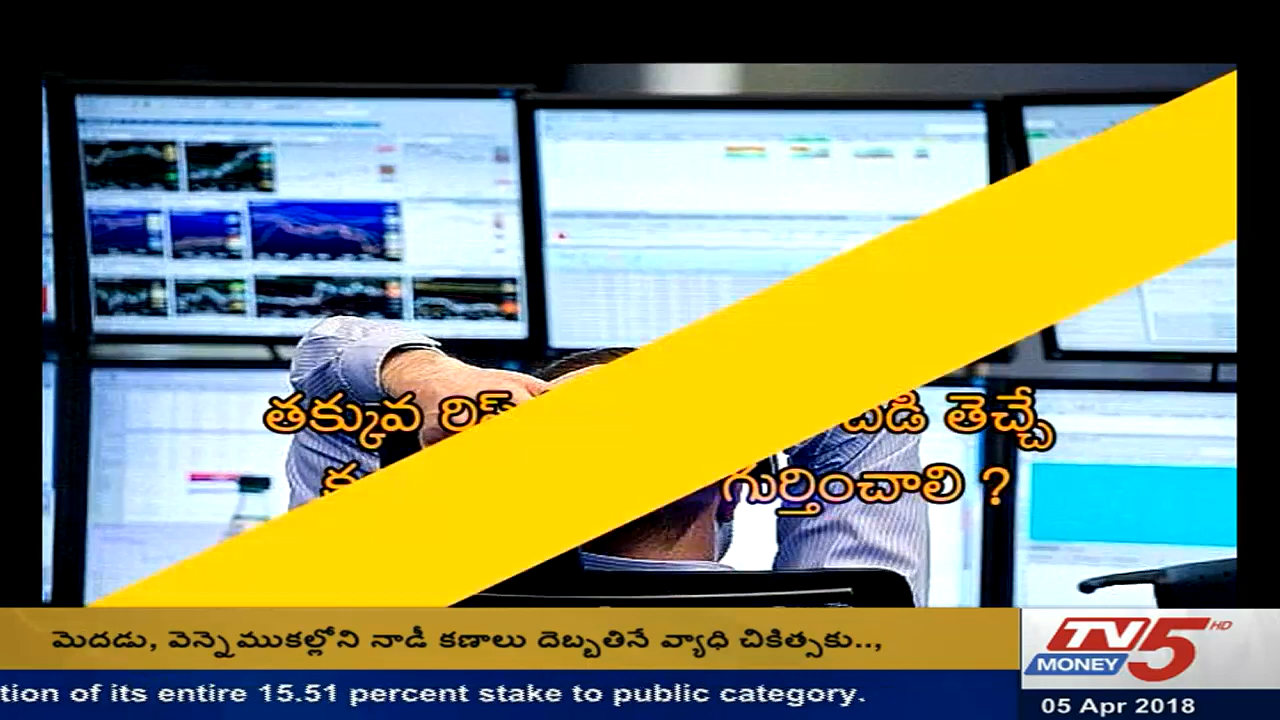 తక్కువ తెచ్చే
గుర్తించాలి ?
మెదడు, వెన్నెముకల్లోని నాడీ కణాలు దెబ్బతినే వ్యాధి చికిత్సకు..,
tion of its entire 15.51 percent stake to public category.
TV5 HD
MONEY
05 Apr 2018